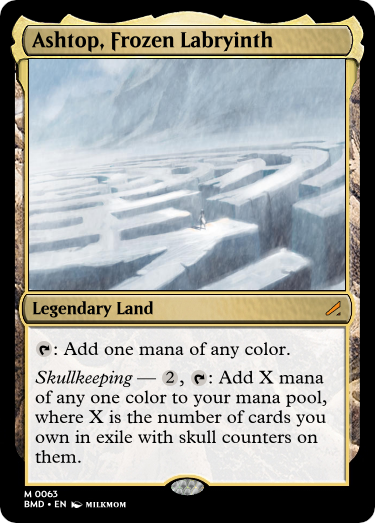 Ashtop, Frozen Labryinth
Legendary Land
: Add one mana of any color.
Skullkeeping — 2, : Add X mana
of any one color to your mana pool,
where X is the number of cards you
own in exile with skull counters on
them.
M 0063
BMD • EN MILKMOM